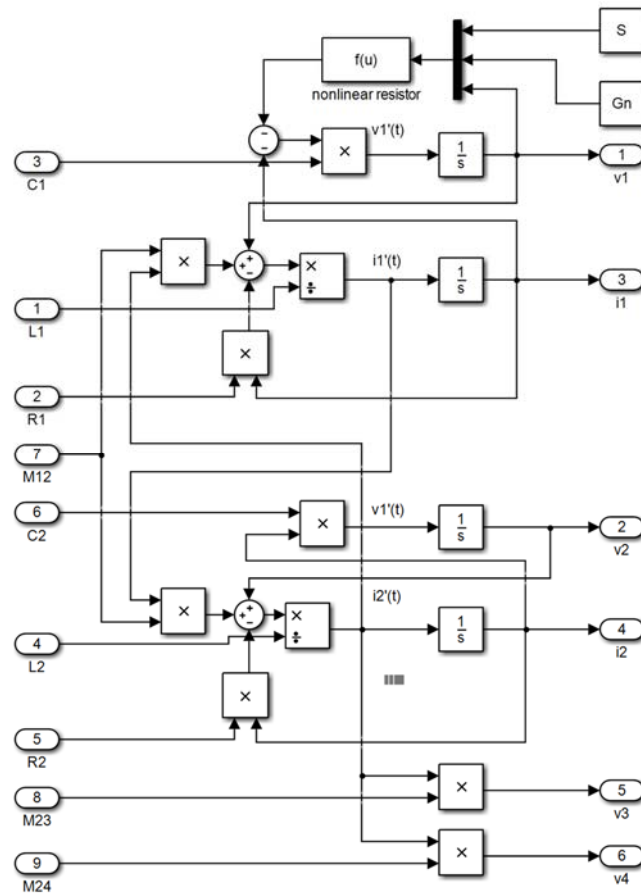 S
f(u)
nonlinear resistor
Gn
−
−
3
C1
×
v1'(t)
1
s
1
v1
×
+
+
−
×
÷
i1'(t)
1
s
3
i1
1
L1
×
2
R1
7
M12
6
C2
×
v1'(t)
1
s
2
v2
×
+
+
−
×
÷
i2'(t)
1
s
4
i2
4
L2
×
5
R2
8
M23
×
5
v3
9
M24
×
6
v4